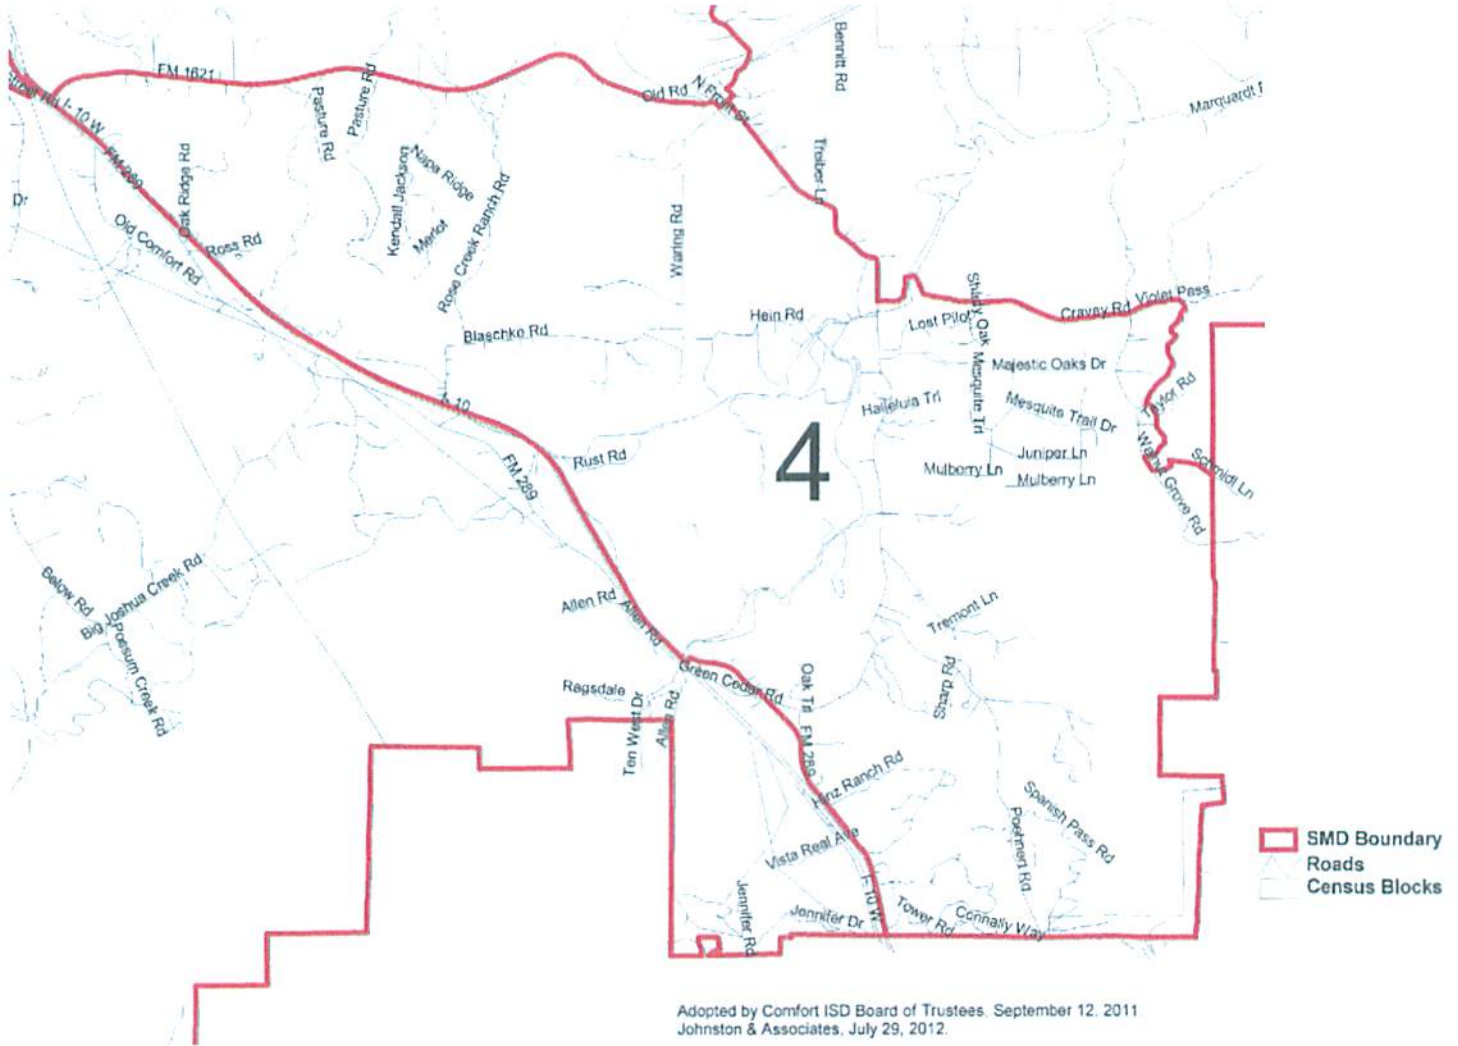 Bennitt Rd
FM 1621
Pasture Rd
Pasture Rd
Old Rd
N Front St
Marquardt
I- 10 W
FM 289
Oak Ridge Rd
Kendall Jackson
Napa Ridge
Merlot
Rose Creek Ranch Rd
Waring Rd
Treiber Ln
Dr
Old Comfort Rd
Ross Rd
Blaschke Rd
Hein Rd
Lost Pilot
Shady Oak
Cravey Rd
Violet Pass
Majestic Oaks Dr
Mesquite Trl
Halleluia Trl
Mesquite Trail Dr
Taylor Rd
I- 10
4
Rust Rd
FM 289
Juniper Ln
Mulberry Ln
Mulberry Ln
Walnut Grove Rd
Schmidt Ln
Below Rd
Big Joshua Creek Rd
Possum Creek Rd
Allen Rd
Allen Rd
Tremont Ln
Green Cedar Rd
Oak Trl
Sharp Rd
Ragsdale
Ten West Dr
Allen Rd
FM 289
Hinz Ranch Rd
Spanish Pass Rd
Poehnert Rd
Vista Real Ave
Jennifer Rd
Jennifer Dr
I- 10 W
Tower Rd
Connally Way
SMD Boundary
Roads
Census Blocks
Adopted by Comfort ISD Board of Trustees, September 12, 2011
Johnston & Associates, July 29, 2012.